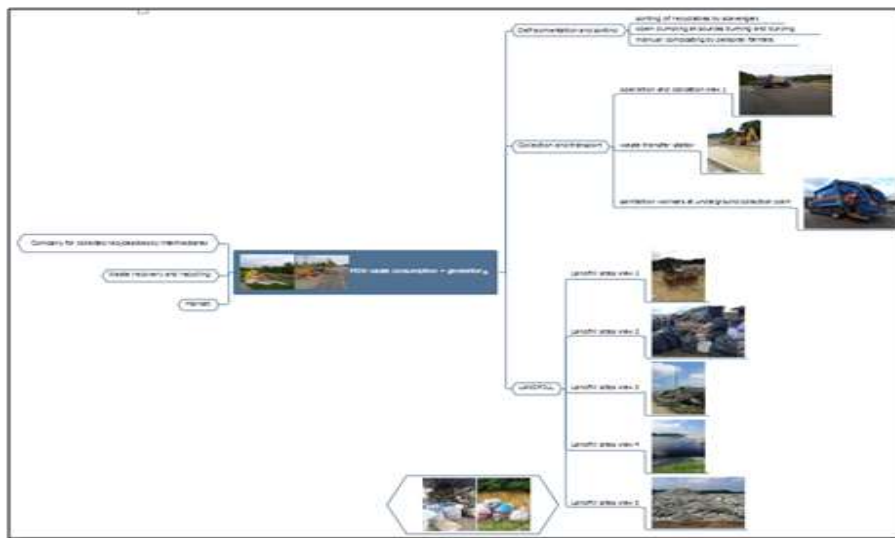 sorting of recyclables by scavengers
open dumping at sources burning and burying
manual composting by peasant farmers
and sorting
operation and collection view 1
Collection and transport
waste transfer station
sanitation workers at underground collection point
Company for collected recyclables by intermediaries
MSW waste consumption + generation
Waste recovery and recycling
Market
Landfill sites view 1
Landfill sites view 2
LANDFILL
Landfill sites view 3
Landfill sites view 4
Landfill sites view 5